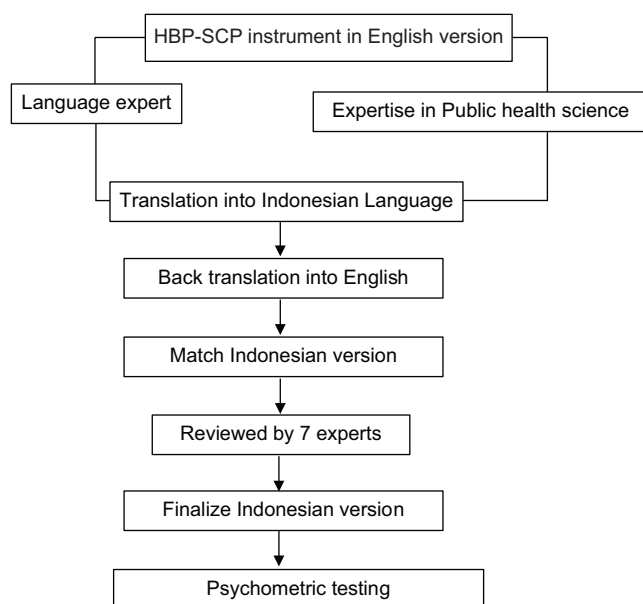 HBP-SCP instrument in English version
Language expert
Expertise in Public health science
Translation into Indonesian Language
Back translation into English
Match Indonesian version
Reviewed by 7 experts
Finalize Indonesian version
Psychometric testing